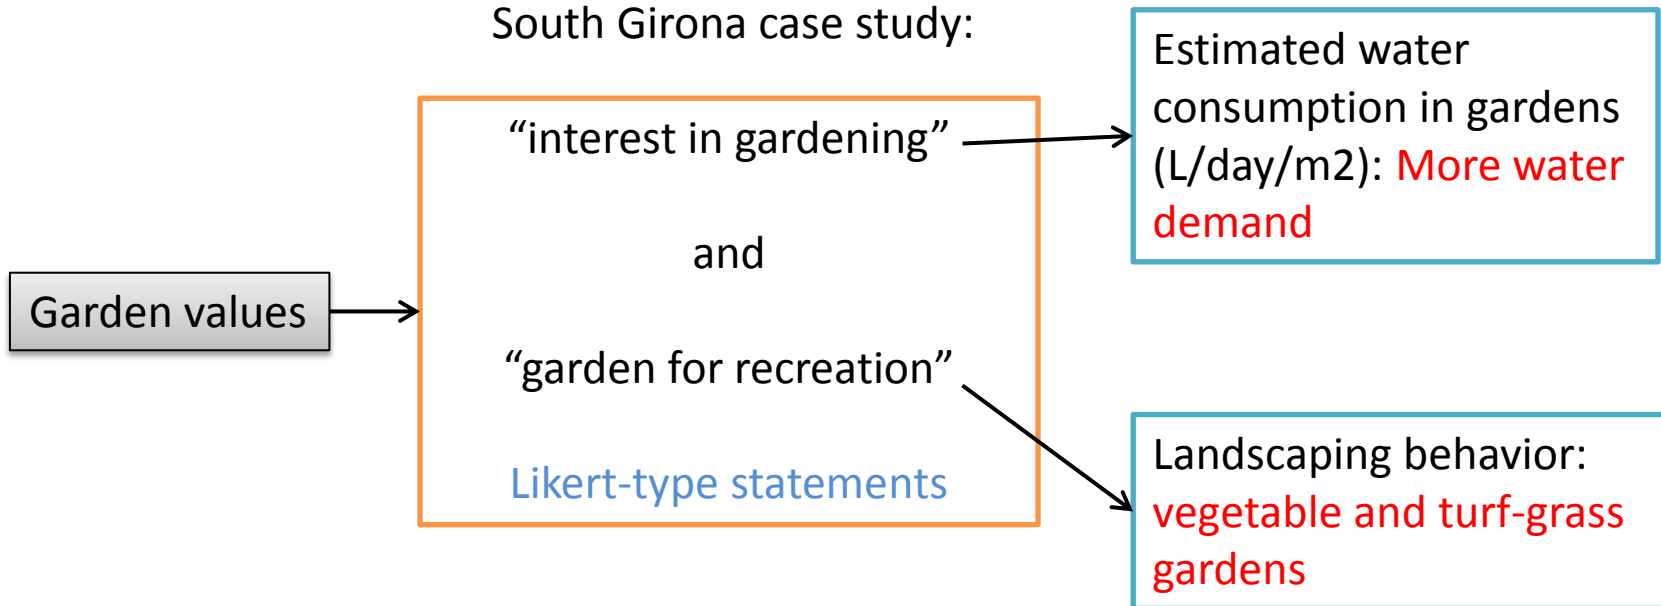 South Girona case study:
Garden values
“interest in gardening”
and
“garden for recreation”
Likert-type statements
Estimated water
consumption in gardens
(L/day/m2): More water
demand
Landscaping behavior:
vegetable and turf-grass
gardens